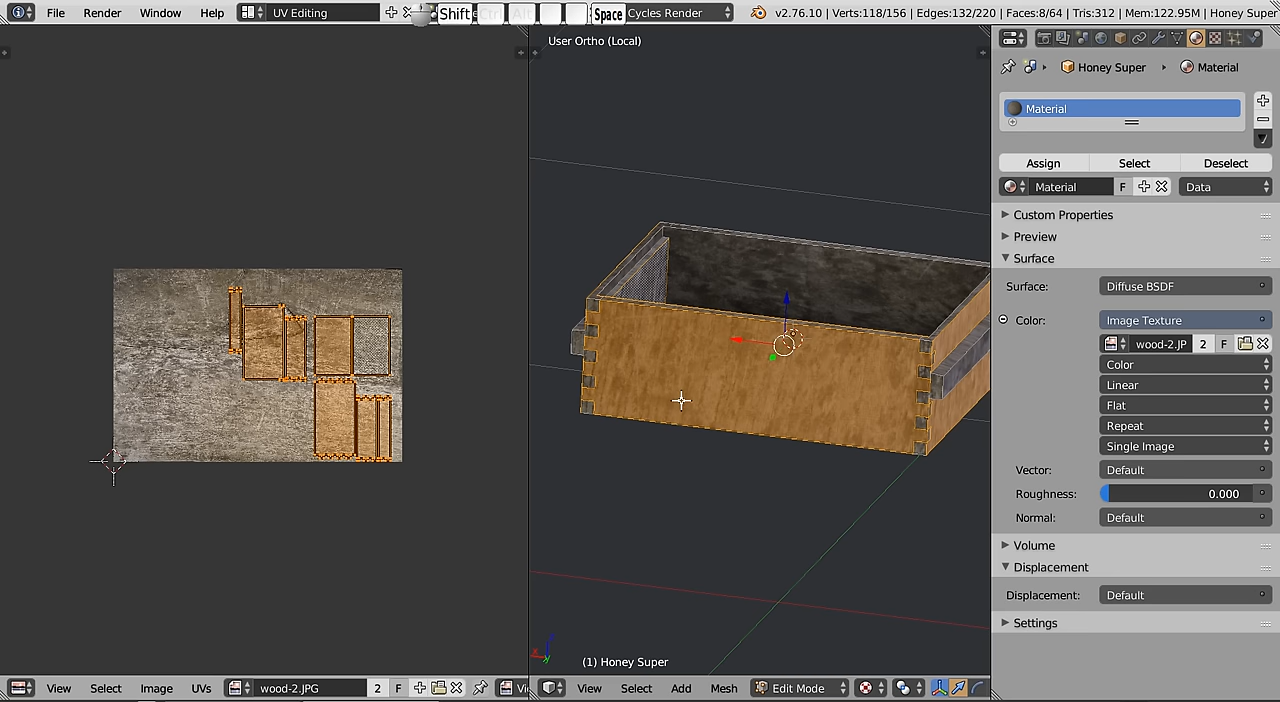 File Render Window Help UV Editing Shift Ctrl Alt Space Cycles Render v2.76.10 | Verts:118/156 | Edges:132/220 | Faces:8/64 | Tris:312 | Mem:122.95M | Honey Super
User Ortho (Local)
Honey Super Material
Material
Assign Select Deselect
Material F Data
Custom Properties
Preview
Surface
Surface: Diffuse BSDF
Color: Image Texture
wood-2.JP 2 F
Color
Linear
Flat
Repeat
Single Image
Vector: Default
Roughness: 0.000
Normal: Default
Volume
Displacement
Displacement: Default
Settings
(1) Honey Super
View Select Image UVs wood-2.JPG 2 F Vi
View Select Add Mesh Edit Mode